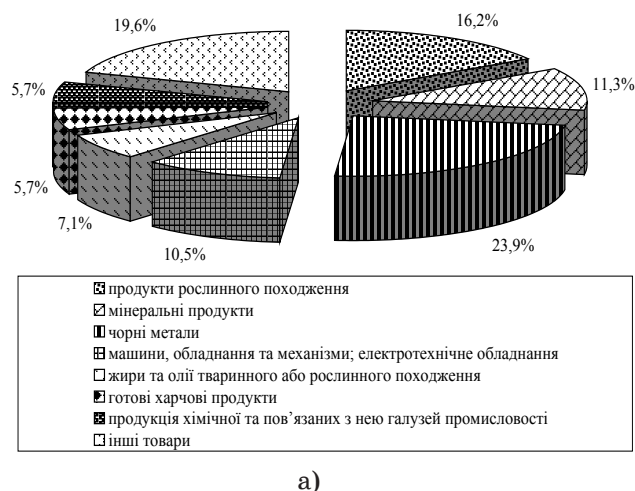 19,6%
16,2%
5,7%
11,3%
5,7%
7,1%
10,5%
23,9%
продукти рослинного походження
мінеральні продукти
чорні метали
машини, обладнання та механізми; електротехнічне обладнання
жири та олії тваринного або рослинного походження
готові харчові продукти
продукція хімічної та пов’язаних з нею галузей промисловості
інші товари
а)